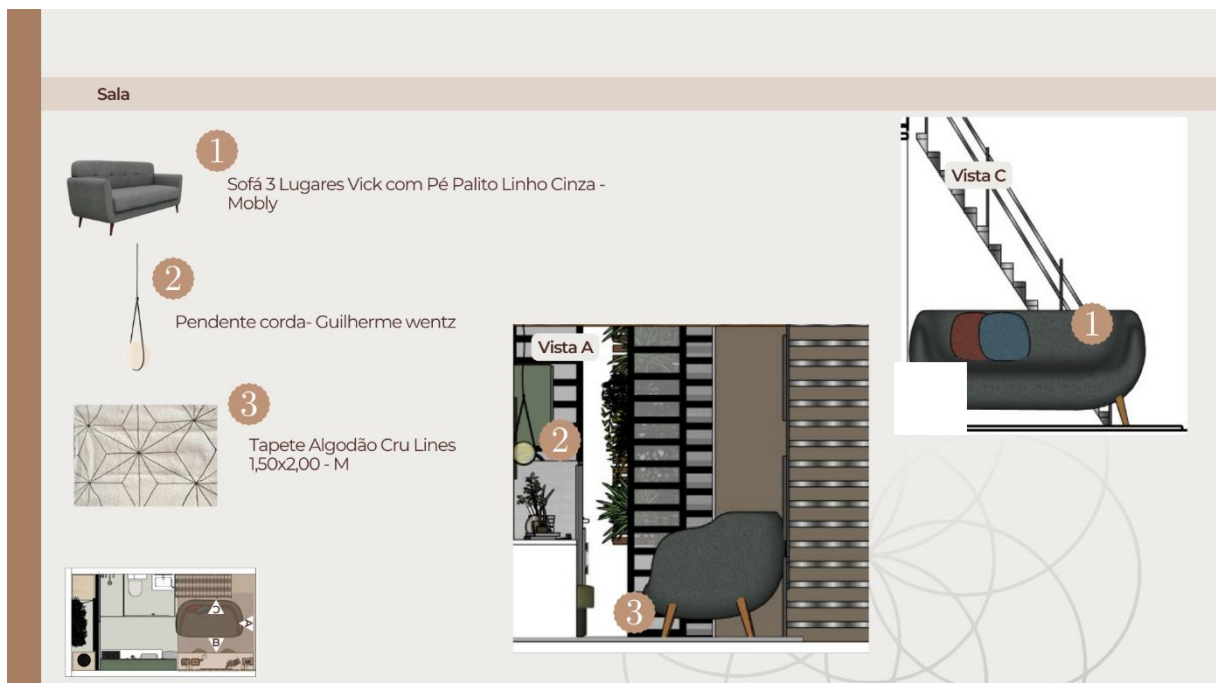 Sala
1
Sofá 3 Lugares Vick com Pé Palito Linho Cinza -
Mobly
2
Pendente corda- Guilherme wentz
3
Tapete Algodão Cru Lines
1,50x2,00 - M
Vista A
2
3
Vista C
1
C
A
B